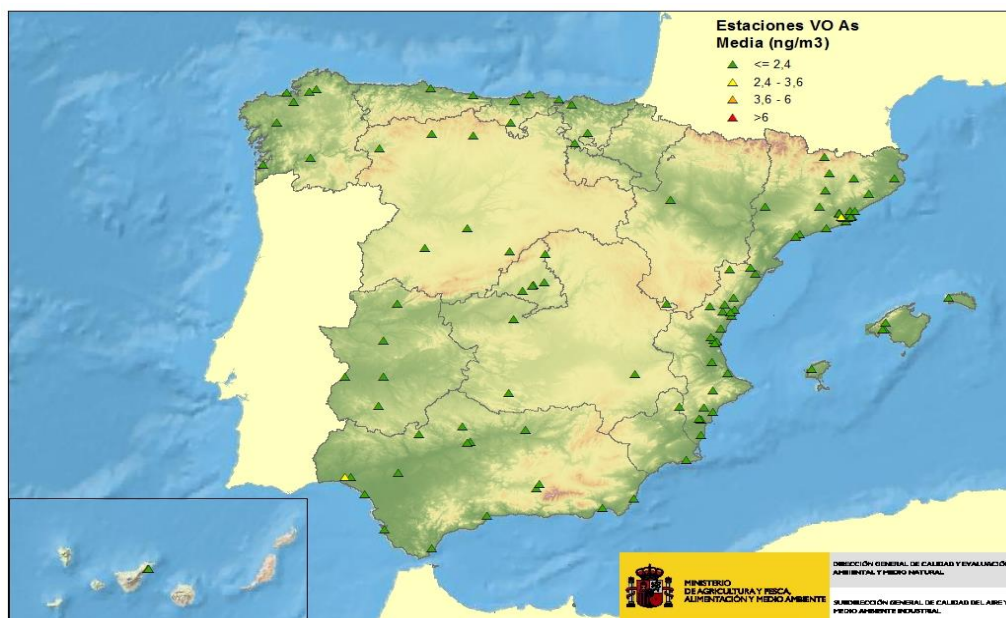 Estaciones VO As
Media (ng/m3)
<= 2,4
2,4 - 3,6
3,6 - 6
>6
MINISTERIO
DE AGRICULTURA Y PESCA,
ALIMENTACIÓN Y MEDIO AMBIENTE
DIRECCIÓN GENERAL DE CALIDAD Y EVALUACIÓN
AMBIENTAL Y MEDIO NATURAL
SUBDIRECCIÓN GENERAL DE CALIDAD DEL AIRE Y
MEDIO AMBIENTE INDUSTRIAL